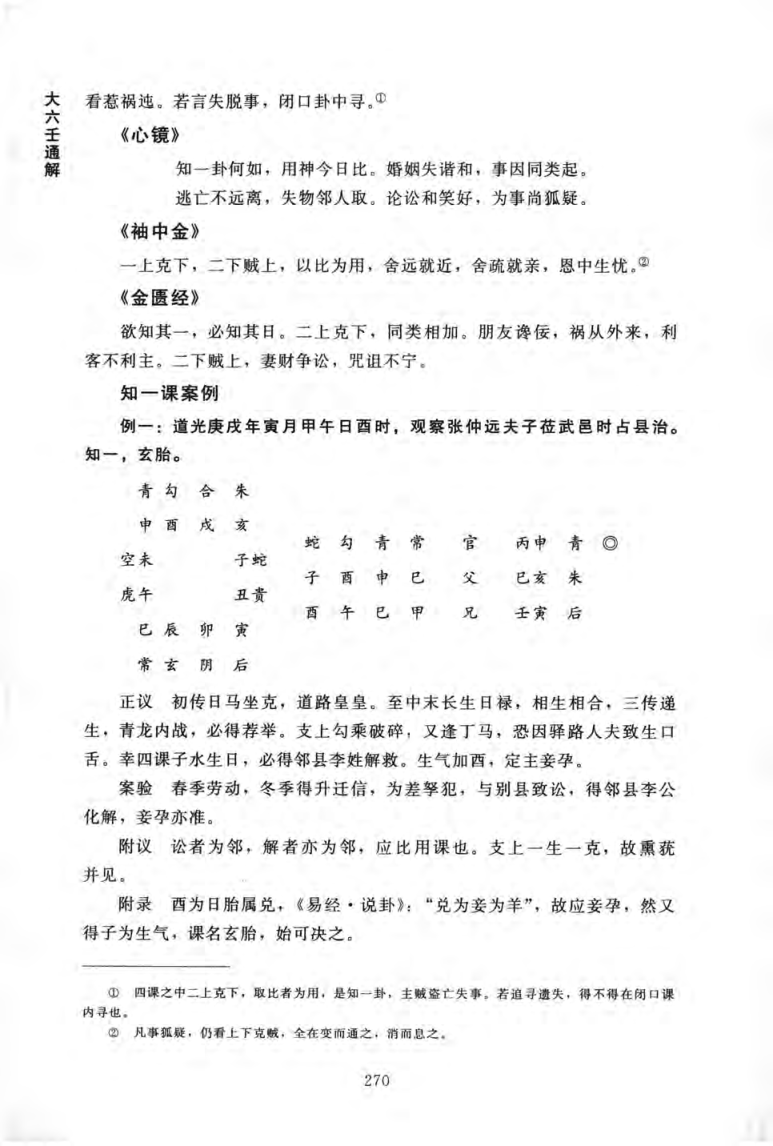 大六壬通解
看惹祸迍。若言失脱事，闭口卦中寻。①
《心镜》
知一卦何如，用神今日比。婚姻失谐和，事因同类起。
逃亡不远离，失物邻人取。论讼和笑好，为事尚狐疑。
《袖中金》
一上克下，二下贼上，以比为用，舍远就近，舍疏就亲，恩中生忧。②
《金匮经》
欲知其一，必知其日。二上克下，同类相加。朋友谗佞，祸从外来，利
客不利主。二下贼上，妻财争讼，咒诅不宁。
知一课案例
例一：道光庚戌年寅月甲午日酉时，观察张仲远夫子莅武邑时占县治。
知一，玄胎。
青 勾 合 朱
申 酉 戌 亥
空未 子蛇
虎午 丑贵
巳 辰 卯 寅
常 玄 阴 后
蛇 勾 青 常 官 丙申 青 ◎
子 酉 申 巳 父 巳亥 朱
酉 午 巳 甲 兄 壬寅 后
正议 初传日马坐克，道路皇皇。至中末长生日禄，相生相合，三传递
生，青龙内战，必得荐举。支上勾乘破碎，又逢丁马，恐因驿路人夫致生口
舌。幸四课子水生日，必得邻县李姓解救。生气加酉，定主妾孕。
案验 春季劳动，冬季得升迁信，为差孥犯，与别县致讼，得邻县李公
化解，妾孕亦准。
附议 讼者为邻，解者亦为邻，应比用课也。支上一生一克，故熏莸
并见。
附录 酉为日胎属兑，《易经·说卦》：“兑为妾为羊”，故应妾孕，然又
得子为生气，课名玄胎，始可决之。
① 四课之中二上克下，取比者为用，是知一卦，主贼盗亡失事。若追寻遗失，得不得在闭口课
内寻也。
② 凡事狐疑，仍看上下克贼，全在变而通之，消而息之。
270